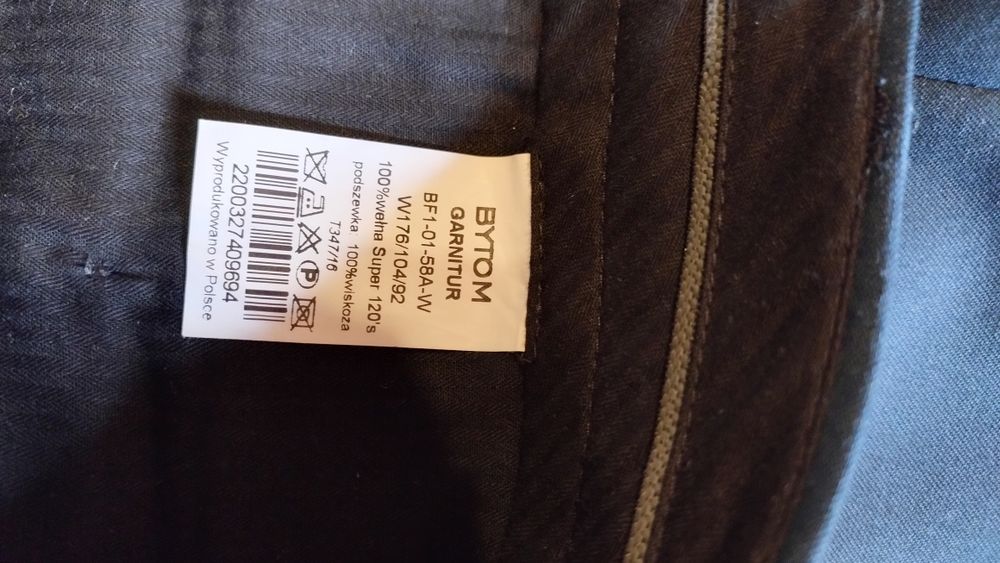 BYTOM
GARNITUR
BF1-01-58A-W
W176/104/92
100%wełna Super 120's
podszewka 100%wiskoza
T347/16
P
2200327409694
Wyprodukowano w Polsce